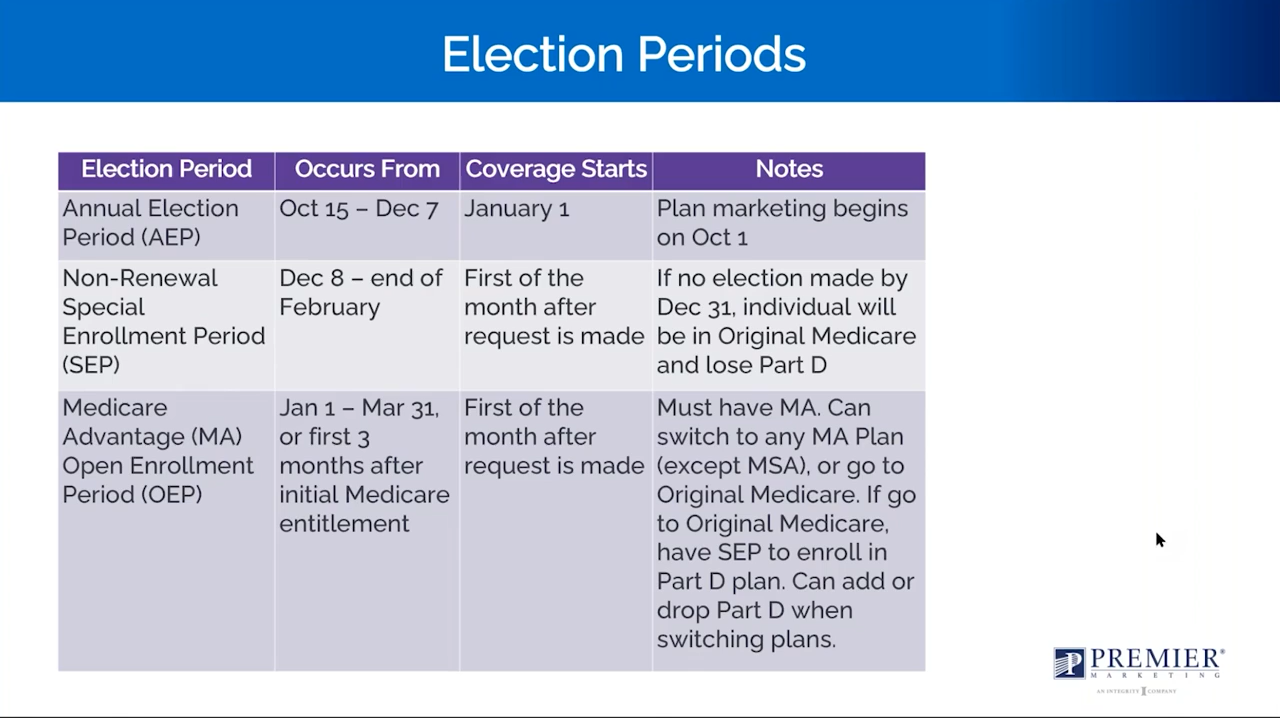 Election Periods
Election Period
Occurs From
Coverage Starts
Notes
Annual Election
Period (AEP)
Oct 15 – Dec 7
January 1
Plan marketing begins
on Oct 1
Non-Renewal
Special
Enrollment Period
(SEP)
Dec 8 – end of
February
First of the
month after
request is made
If no election made by
Dec 31, individual will
be in Original Medicare
and lose Part D
Medicare
Advantage (MA)
Open Enrollment
Period (OEP)
Jan 1 – Mar 31,
or first 3
months after
initial Medicare
entitlement
First of the
month after
request is made
Must have MA. Can
switch to any MA Plan
(except MSA), or go to
Original Medicare. If go
to Original Medicare,
have SEP to enroll in
Part D plan. Can add or
drop Part D when
switching plans.
PREMIER®
MARKETING
AN INTEGRITY COMPANY